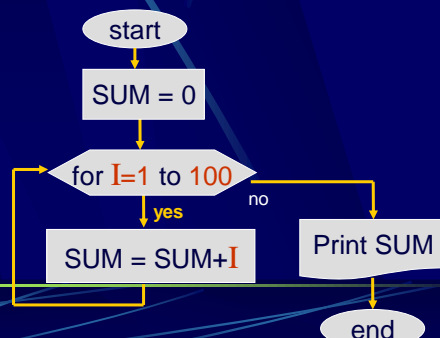 start
SUM = 0
for I=1 to 100
yes
no
SUM = SUM+I
Print SUM
end